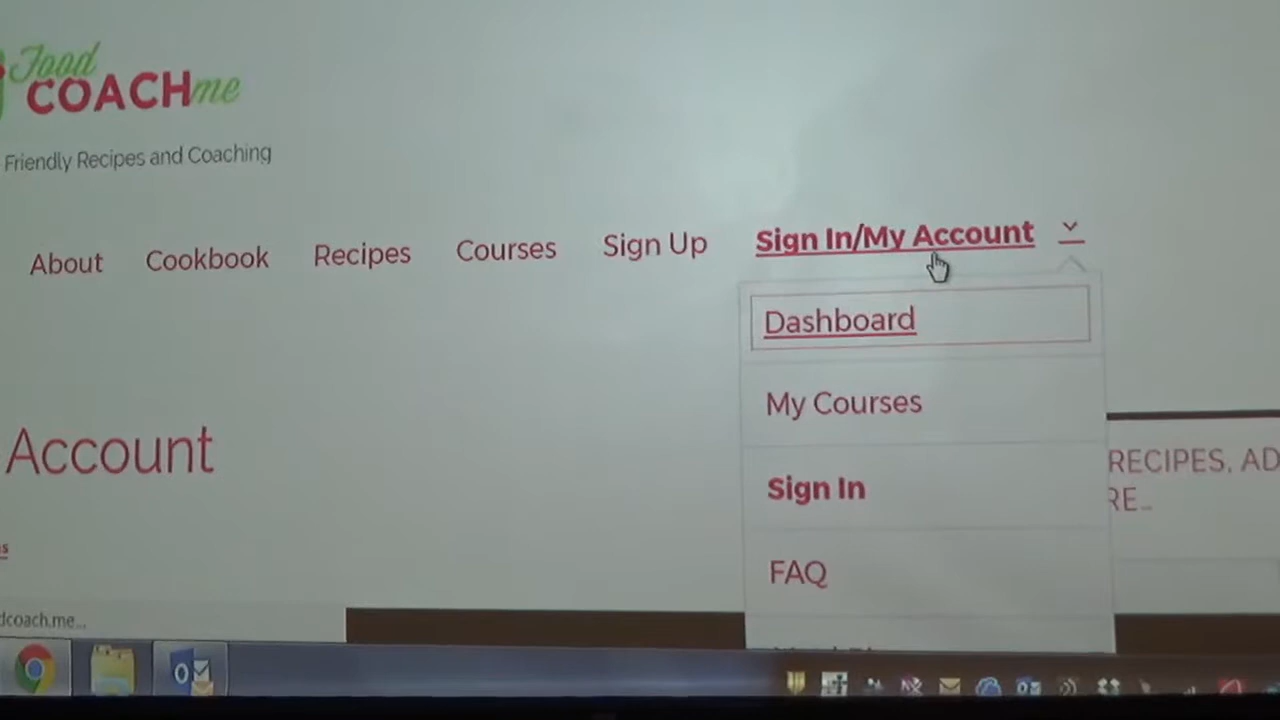 Food
COACHme
Friendly Recipes and Coaching
About Cookbook Recipes Courses Sign Up Sign In/My Account
Dashboard
My Courses
Account
RECIPES, AD
RE...
Sign In
FAQ
s
dcoach.me...